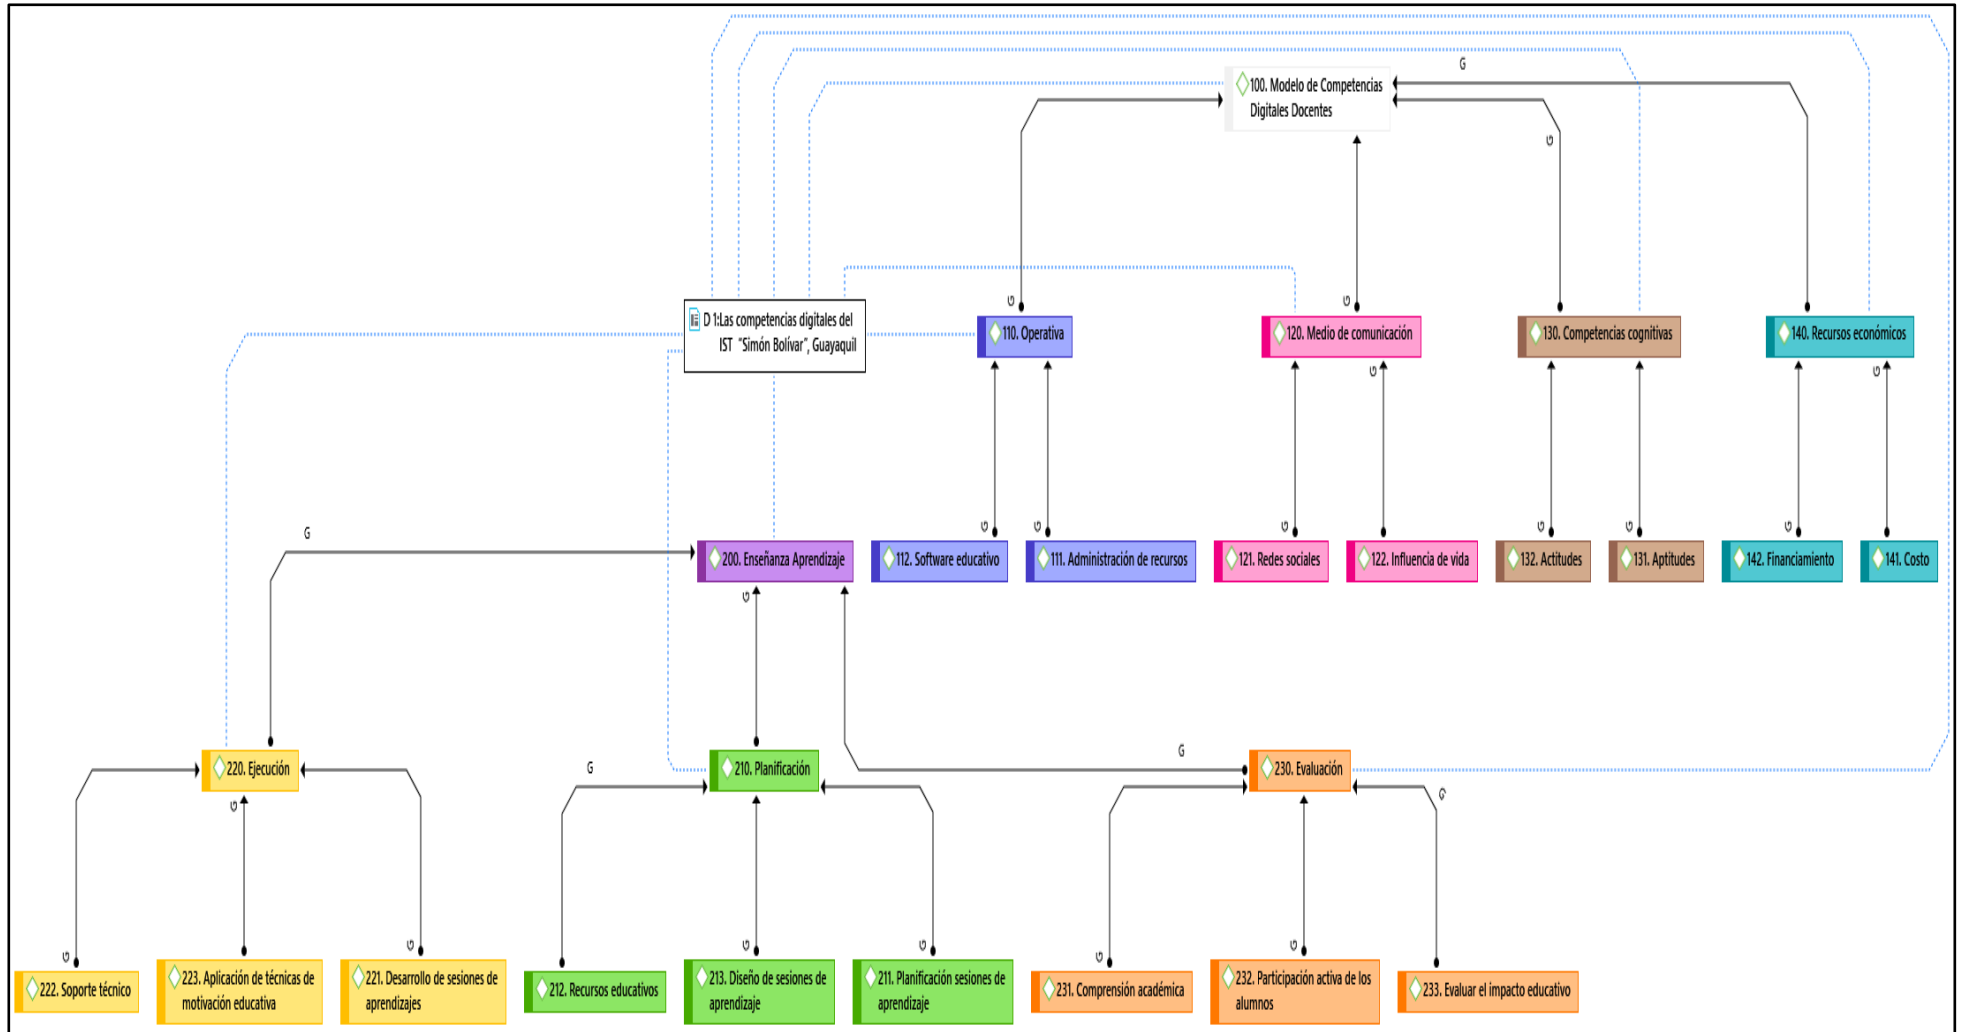 G
100. Modelo de Competencias
Digitales Docentes
G
G
G
G
D 1:Las competencias digitales del
IST "Simón Bolívar", Guayaquil
110. Operativa
120. Medio de comunicación
130. Competencias cognitivas
140. Recursos económicos
G
G
G
G
G
G
G
G
G
200. Enseñanza Aprendizaje
112. Software educativo
111. Administración de recursos
121. Redes sociales
122. Influencia de vida
132. Actitudes
131. Aptitudes
142. Financiamiento
141. Costo
G
G
G
220. Ejecución
210. Planificación
230. Evaluación
G
G
G
G
G
G
G
G
222. Soporte técnico
223. Aplicación de técnicas de
motivación educativa
221. Desarrollo de sesiones de
aprendizajes
212. Recursos educativos
213. Diseño de sesiones de
aprendizaje
211. Planificación sesiones de
aprendizaje
231. Comprensión académica
232. Participación activa de los
alumnos
233. Evaluar el impacto educativo